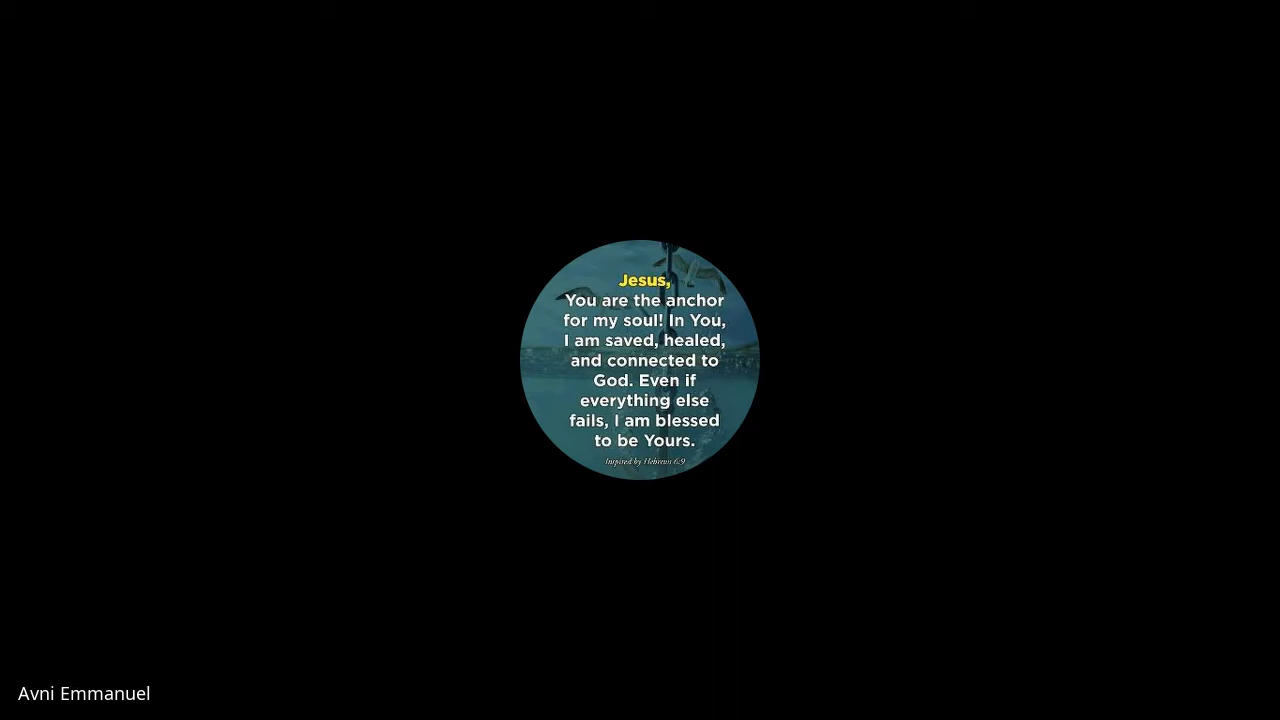 Jesus,
You are the anchor
for my soul! In You,
I am saved, healed,
and connected to
God. Even if
everything else
fails, I am blessed
to be Yours.
Inspired by Hebrews 6:9
Avni Emmanuel